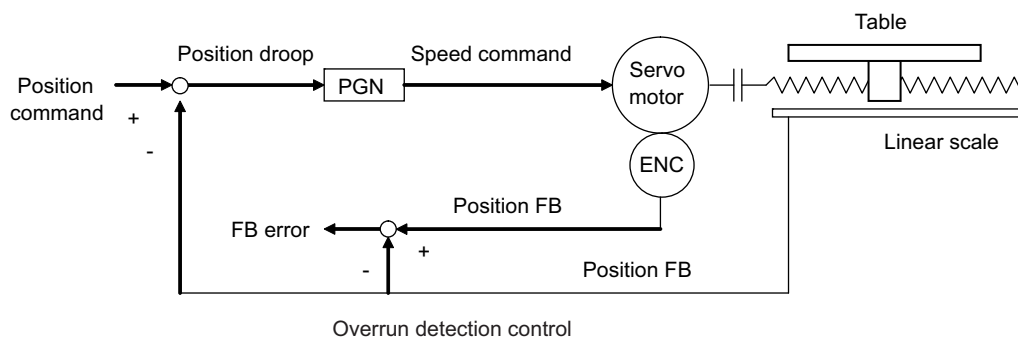 Table
Position droop
Speed command
Position
command
+
-
PGN
Servo
motor
Linear scale
ENC
Position FB
FB error
+
-
Position FB
Overrun detection control